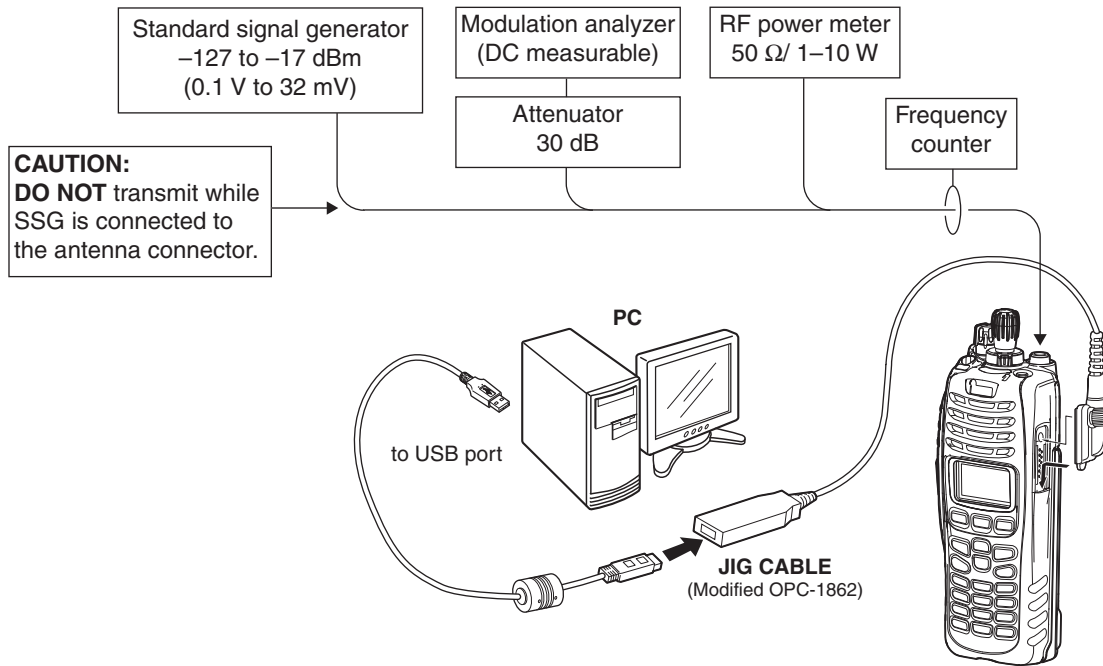 Standard signal generator
–127 to –17 dBm
(0.1 V to 32 mV)
Modulation analyzer
(DC measurable)
Attenuator
30 dB
RF power meter
50 Ω/ 1–10 W
Frequency
counter
CAUTION:
DO NOT transmit while
SSG is connected to
the antenna connector.
PC
to USB port
JIG CABLE
(Modified OPC-1862)